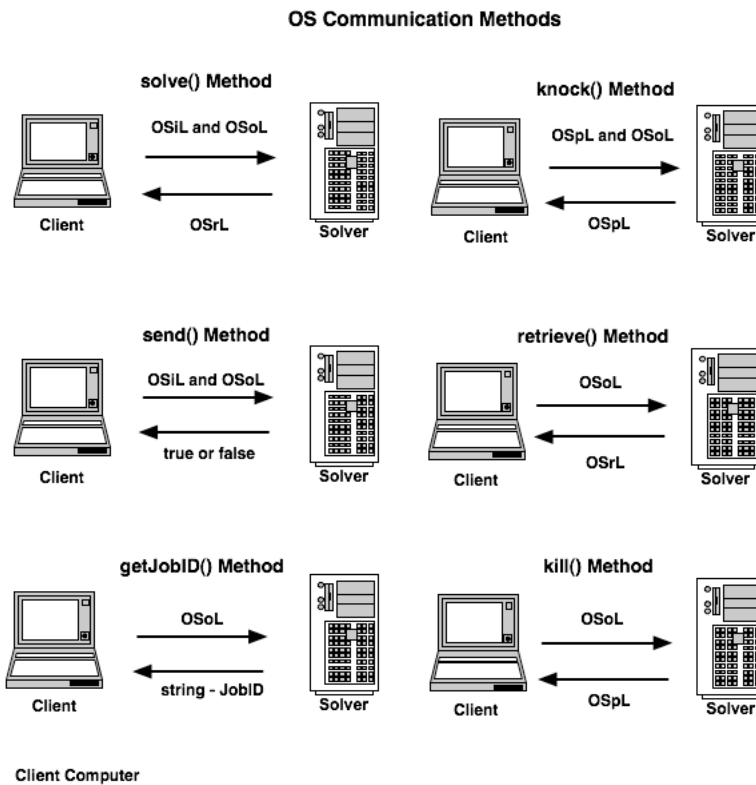 OS Communication Methods
solve() Method
OSiL and OSoL
OSrL
Client
Solver
knock() Method
OSpL and OSoL
OSpL
Client
Solver
send() Method
OSiL and OSoL
true or false
Client
Solver
retrieve() Method
OSoL
OSrL
Client
Solver
getJobID() Method
OSoL
string - JobID
Client
Solver
kill() Method
OSoL
OSpL
Client
Solver
Client Computer